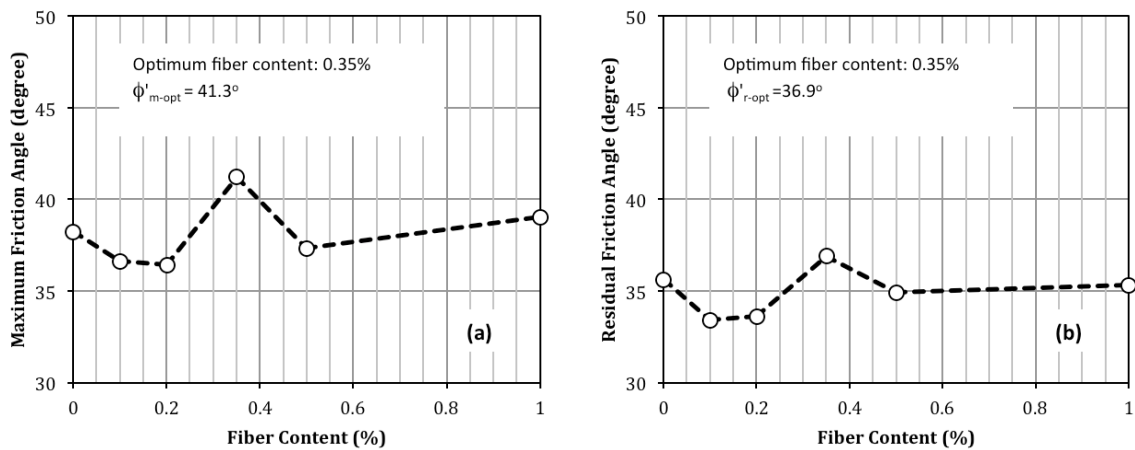 50
45
40
35
30
Maximum Friction Angle (degree)
Optimum fiber content: 0.35%
ϕ'm-opt = 41.3°
(a)
0 0.2 0.4 0.6 0.8 1
Fiber Content (%)
50
45
40
35
30
Residual Friction Angle (degree)
Optimum fiber content: 0.35%
ϕ'r-opt =36.9°
(b)
0 0.2 0.4 0.6 0.8 1
Fiber Content (%)